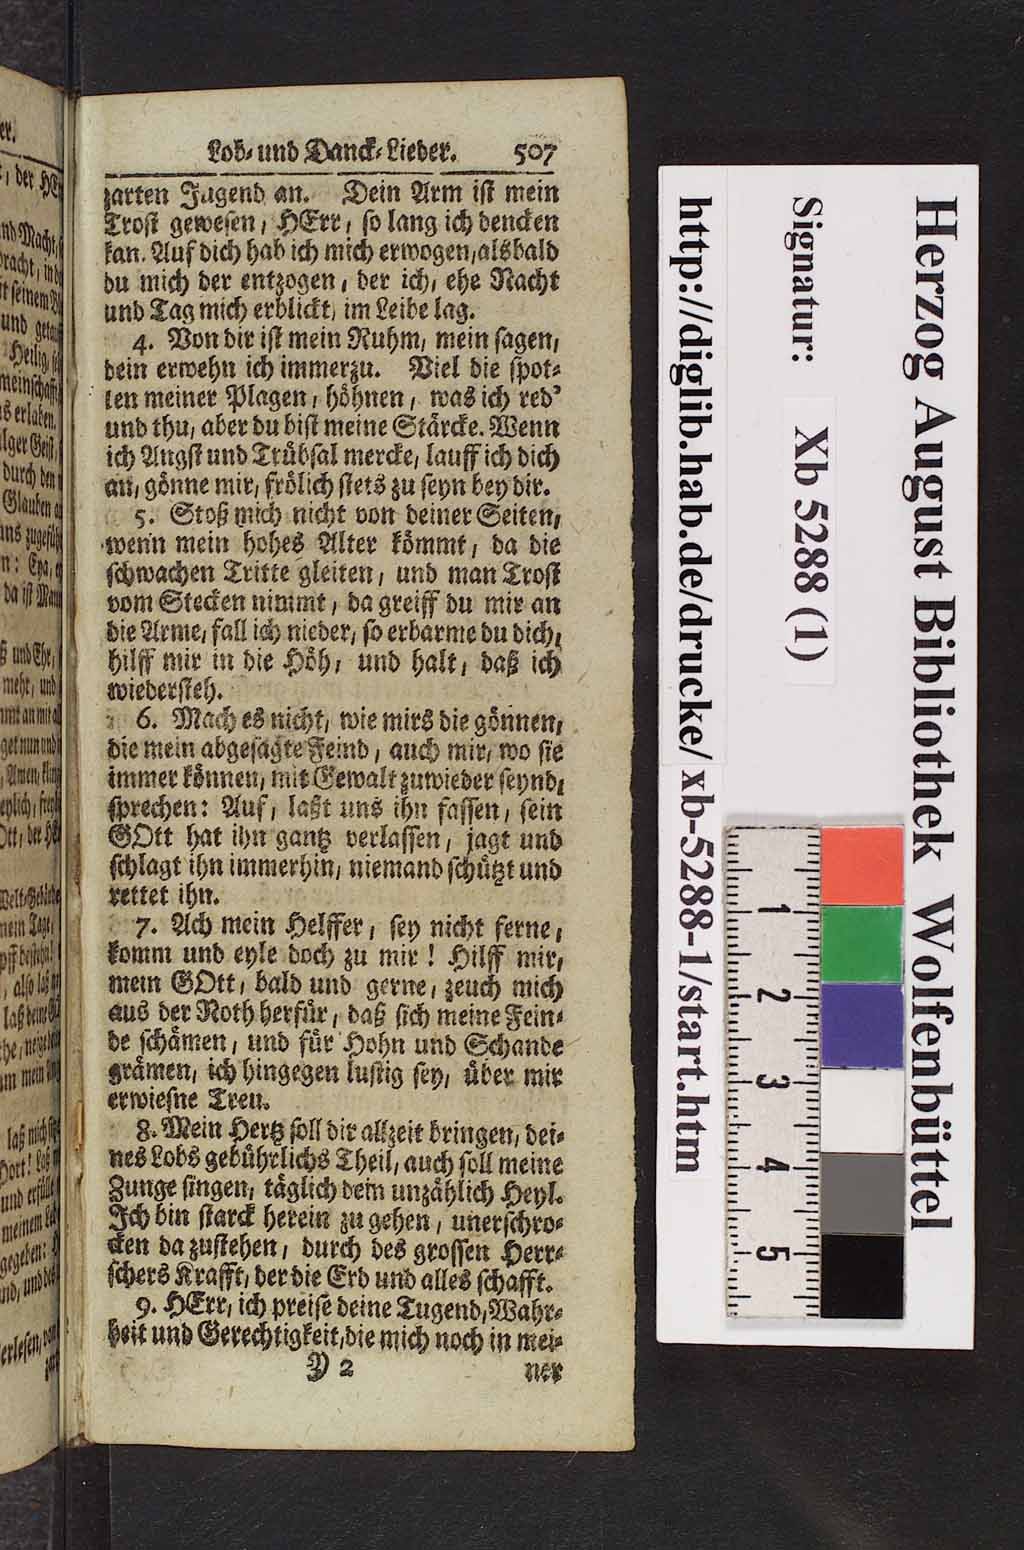 Lob- und Danck-Lieder. 507
zarten Jugend an. Dein Arm ist mein
Trost gewesen, HErr, so lang ich dencken
kan. Auf dich hab ich mich erwogen, alsbald
du mich der entzogen, der ich, ehe Nacht
und Tag mich erblickt, im Leibe lag.
4. Von dir ist mein Ruhm, mein sagen,
dein erwehn ich immerzu. Viel die spot-
ten meiner Plagen, höhnen, was ich red'
und thu, aber du bist meine Stärcke. Wenn
ich Angst und Trübsal mercke, lauff ich dich
an, gönne mir, frölich stets zu seyn bey dir.
5. Stoß mich nicht von deiner Seiten,
wenn mein hohes Alter kömmt, da die
schwachen Tritte gleiten, und man Trost
vom Stecken nimmt, da greiff du mir an
die Arme, fall ich nieder, so erbarme du dich,
hilff mir in die Höh, und halt, daß ich
wiedersteh.
6. Mach es nicht, wie mirs die gönnen,
die mein abgesagte Feind, auch mir, wo sie
immer können, mit Gewalt zuwieder seynd,
sprechen: Auf, laßt uns ihn fassen, sein
GOtt hat ihn gantz verlassen, jagt und
schlagt ihn immerhin, niemand schützt und
rettet ihn.
7. Ach mein Helffer, sey nicht ferne,
komm und eyle doch zu mir! Hilff mir,
mein GOtt, bald und gerne, zeuch mich
aus der Noth herfür, daß sich meine Fein-
de schämen, und für Hohn und Schande
grämen, ich hingegen lustig sey, über mir
erwiesne Treu.
8. Mein Hertz soll dir allzeit bringen, dei-
nes Lobs gebührlichs Theil, auch soll meine
Zunge singen, täglich dein unzählich Heyl.
Ich bin starck herein zu gehen, unerschro-
cken da zustehen, durch des grossen Herr-
schers Krafft, der die Erd und alles schafft.
9. HErr, ich preise deine Tugend, Wahr-
heit und Gerechtigkeit, die mich noch in mei-
Y 2 ner
Herzog August Bibliothek Wolfenbüttel
Signatur: Xb 5288 (1)
http://diglib.hab.de/drucke/xb-5288-1/start.htm
1
2
3
4
5